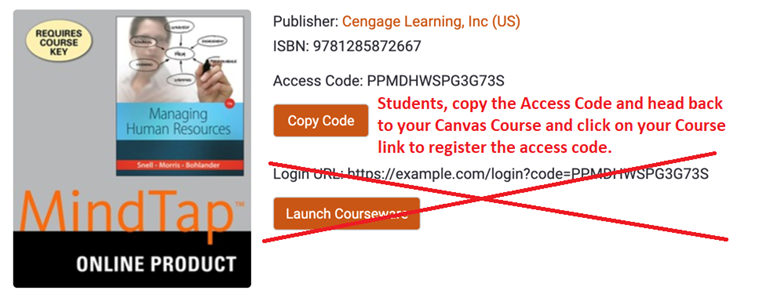 REQUIRES
COURSE
KEY
Managing
Human Resources
Snell • Morris • Bohlander
MindTap™
ONLINE PRODUCT
Publisher: Cengage Learning, Inc (US)
ISBN: 9781285872667
Access Code: PPMDHWSPG3G73S
Copy Code
Students, copy the Access Code and head back
to your Canvas Course and click on your Course
link to register the access code.
Login URL: https://example.com/login?code=PPMDHWSPG3G73S
Launch Courseware